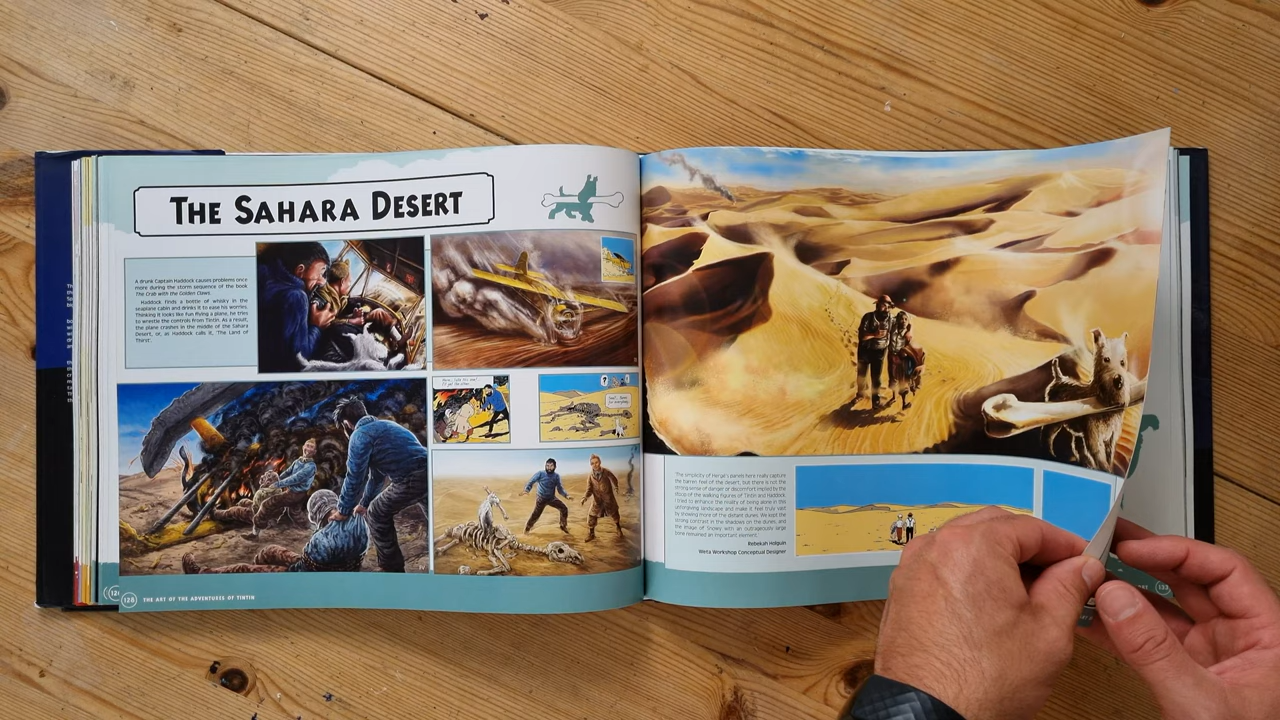 THE SAHARA DESERT
A drunk Captain Haddock causes problems once
more during the storm sequence of the book
The Crab with the Golden Claws.
Haddock finds a bottle of whisky in the
seaplane cabin and drinks it to ease his worries.
Thinking it looks like fun flying a plane, he tries
to wrestle the controls from Tintin. As a result,
the plane crashes in the middle of the Sahara
Desert, or, as Haddock calls it, 'The Land of
Thirst'.
128
THE ART OF THE ADVENTURES OF TINTIN
'The simplicity of Hergé's panels here really capture
the barren feel of the desert, but there is not the
strong sense of danger or discomfort implied by the
stoop of the walking figures of Tintin and Haddock.
I tried to enhance the rivalry of being alone in this
unforgiving landscape and make it feel truly vast
by showing more of the distant dunes. We kept the
strong contrast in the shadows on the dunes, and
the image of Snowy with an outrageously large
bone remained an important element.'
Rebekah Holguin
Weta Workshop Conceptual Designer